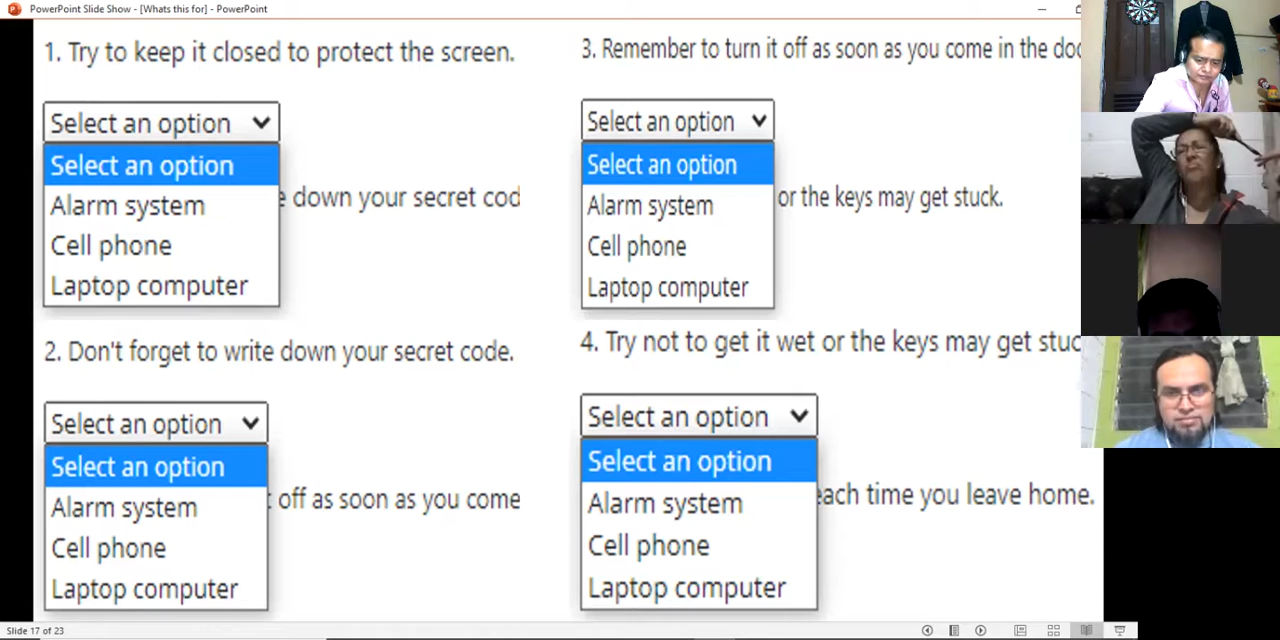 PowerPoint Slide Show - [Whats this for] - PowerPoint
1. Try to keep it closed to protect the screen.
Select an option
Select an option
Alarm system
down your secret
Cell phone
Laptop computer
2. Don't forget to write down your secret code.
Select an option
Select an option
Alarm system
off as soon as you come
Cell phone
Laptop computer
3. Remember to turn it off as soon as you come in the
Select an option
Select an option
or the keys may get stuck.
Alarm system
Cell phone
Laptop computer
4. Try not to get it wet or the keys may get
Select an option
Select an option
each time you leave home.
Alarm system
Cell phone
Laptop computer
Slide 17 of 23